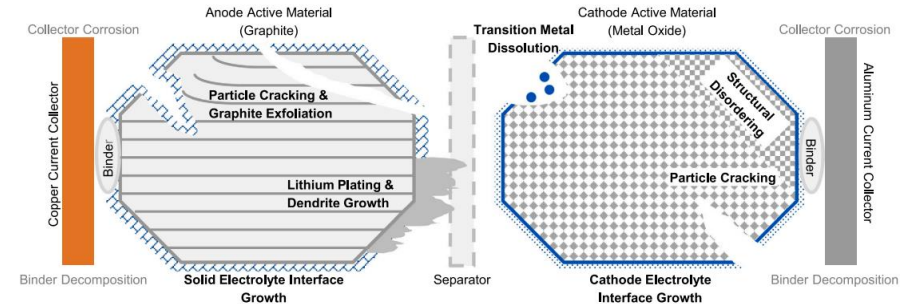 Collector Corrosion
Anode Active Material
(Graphite)
Transition Metal
Dissolution
Cathode Active Material
(Metal Oxide)
Collector Corrosion
Copper Current Collector
Binder
Particle Cracking &
Graphite Exfoliation
Lithium Plating &
Dendrite Growth
Structural
Disordering
Particle Cracking
Binder
Aluminum Current Collector
Binder Decomposition
Solid Electrolyte Interface
Growth
Separator
Cathode Electrolyte
Interface Growth
Binder Decomposition